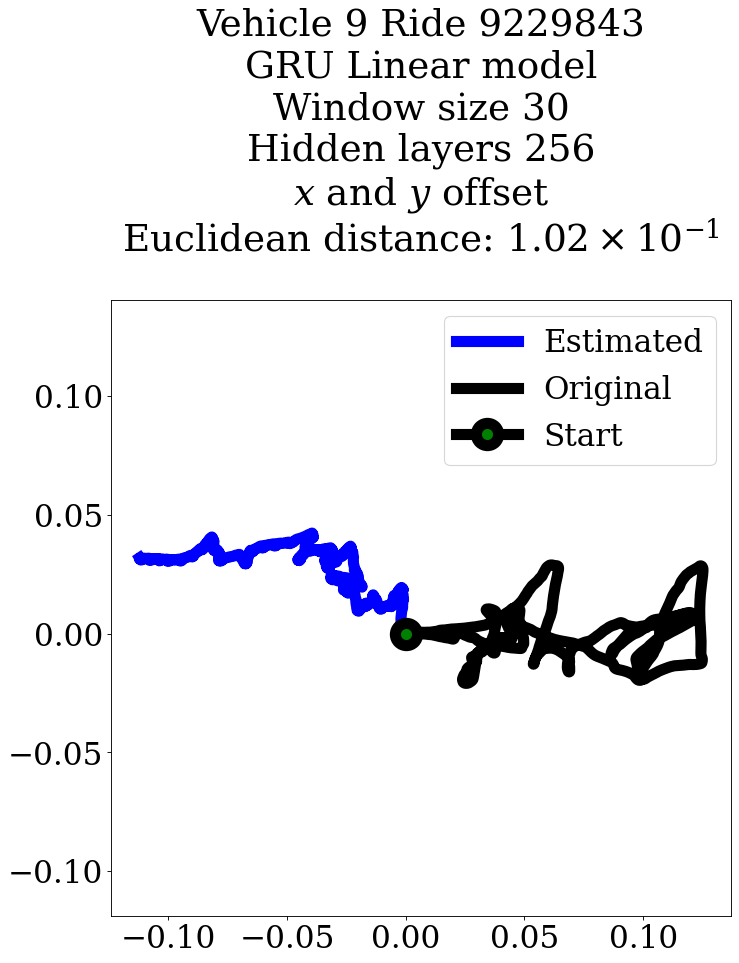 Vehicle 9 Ride 9229843
GRU Linear model
Window size 30
Hidden layers 256
x and y offset
Euclidean distance: 1.02 × 10⁻¹
Estimated
Original
Start
0.10
0.05
0.00
−0.05
−0.10
−0.10 −0.05 0.00 0.05 0.10